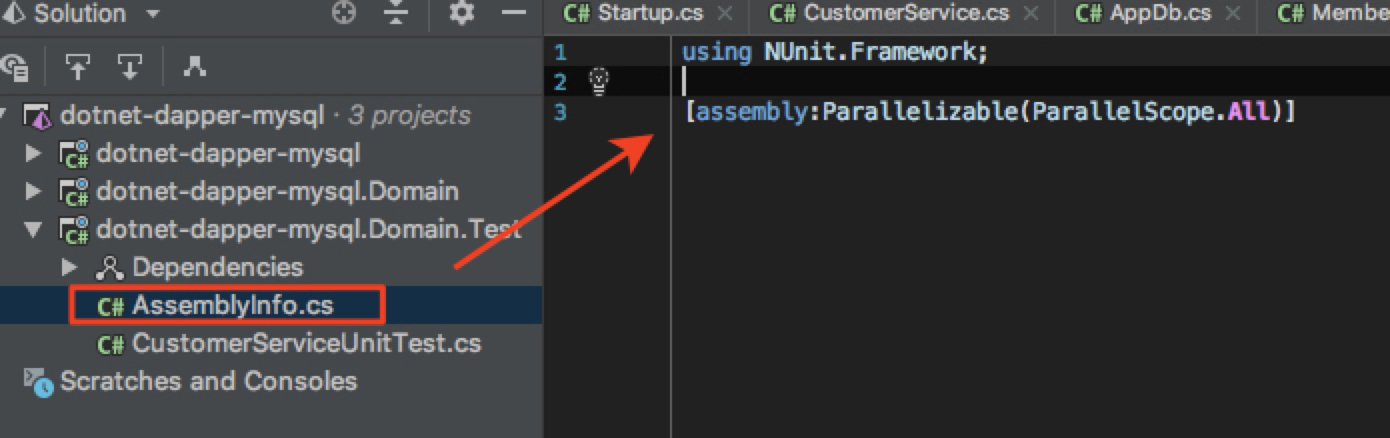 Solution
dotnet-dapper-mysql · 3 projects
dotnet-dapper-mysql
dotnet-dapper-mysql.Domain
dotnet-dapper-mysql.Domain.Test
Dependencies
C# AssemblyInfo.cs
C# CustomerServiceUnitTest.cs
Scratches and Consoles
C# Startup.cs
C# CustomerService.cs
C# AppDb.cs
C# Membe
1 using NUnit.Framework;
2
3 [assembly:Parallelizable(ParallelScope.All)]